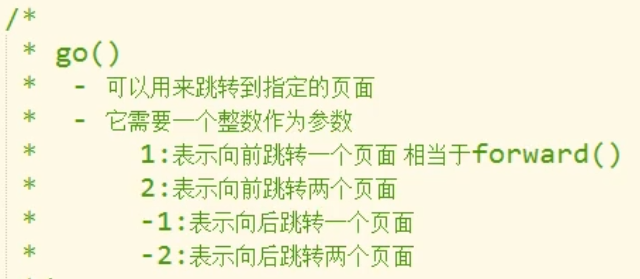 /*
* go()
* - 可以用来跳转到指定的页面
* - 它需要一个整数作为参数
* 1:表示向前跳转一个页面 相当于forward()
* 2:表示向前跳转两个页面
* -1:表示向后跳转一个页面
* -2:表示向后跳转两个页面